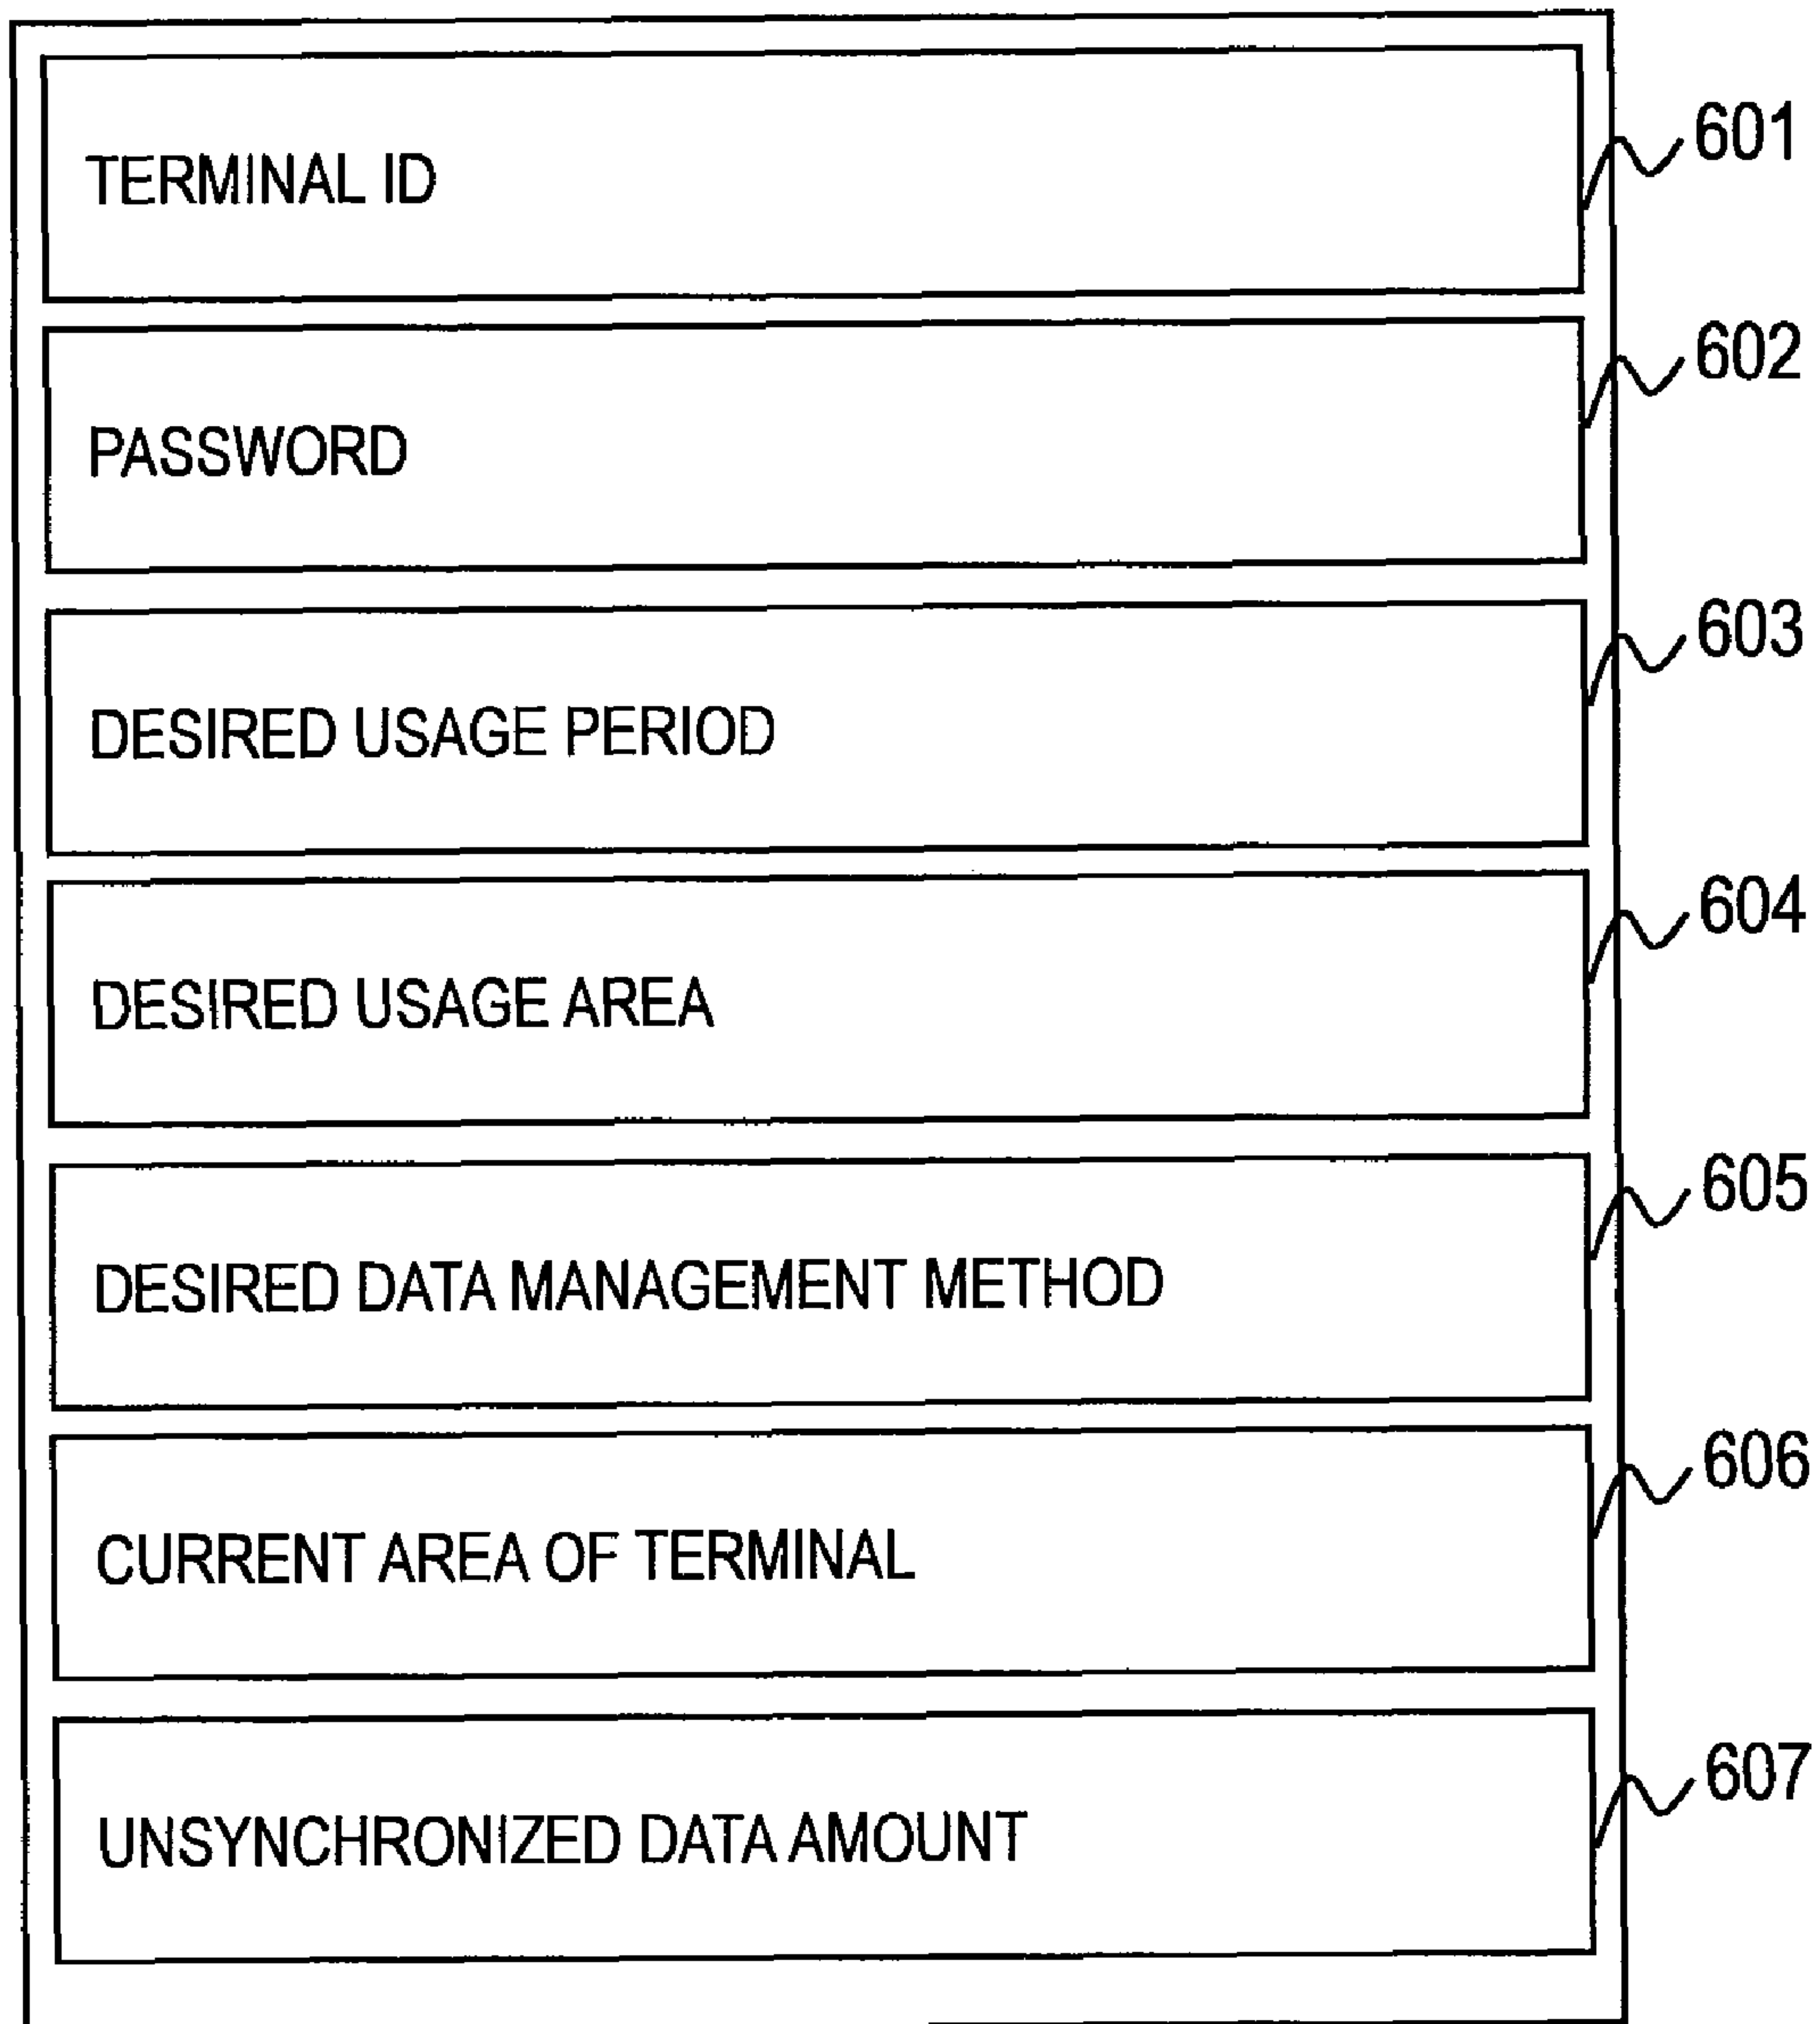 TERMINAL ID
601
PASSWORD
602
DESIRED USAGE PERIOD
603
DESIRED USAGE AREA
604
DESIRED DATA MANAGEMENT METHOD
605
CURRENT AREA OF TERMINAL
606
UNSYNCHRONIZED DATA AMOUNT
607